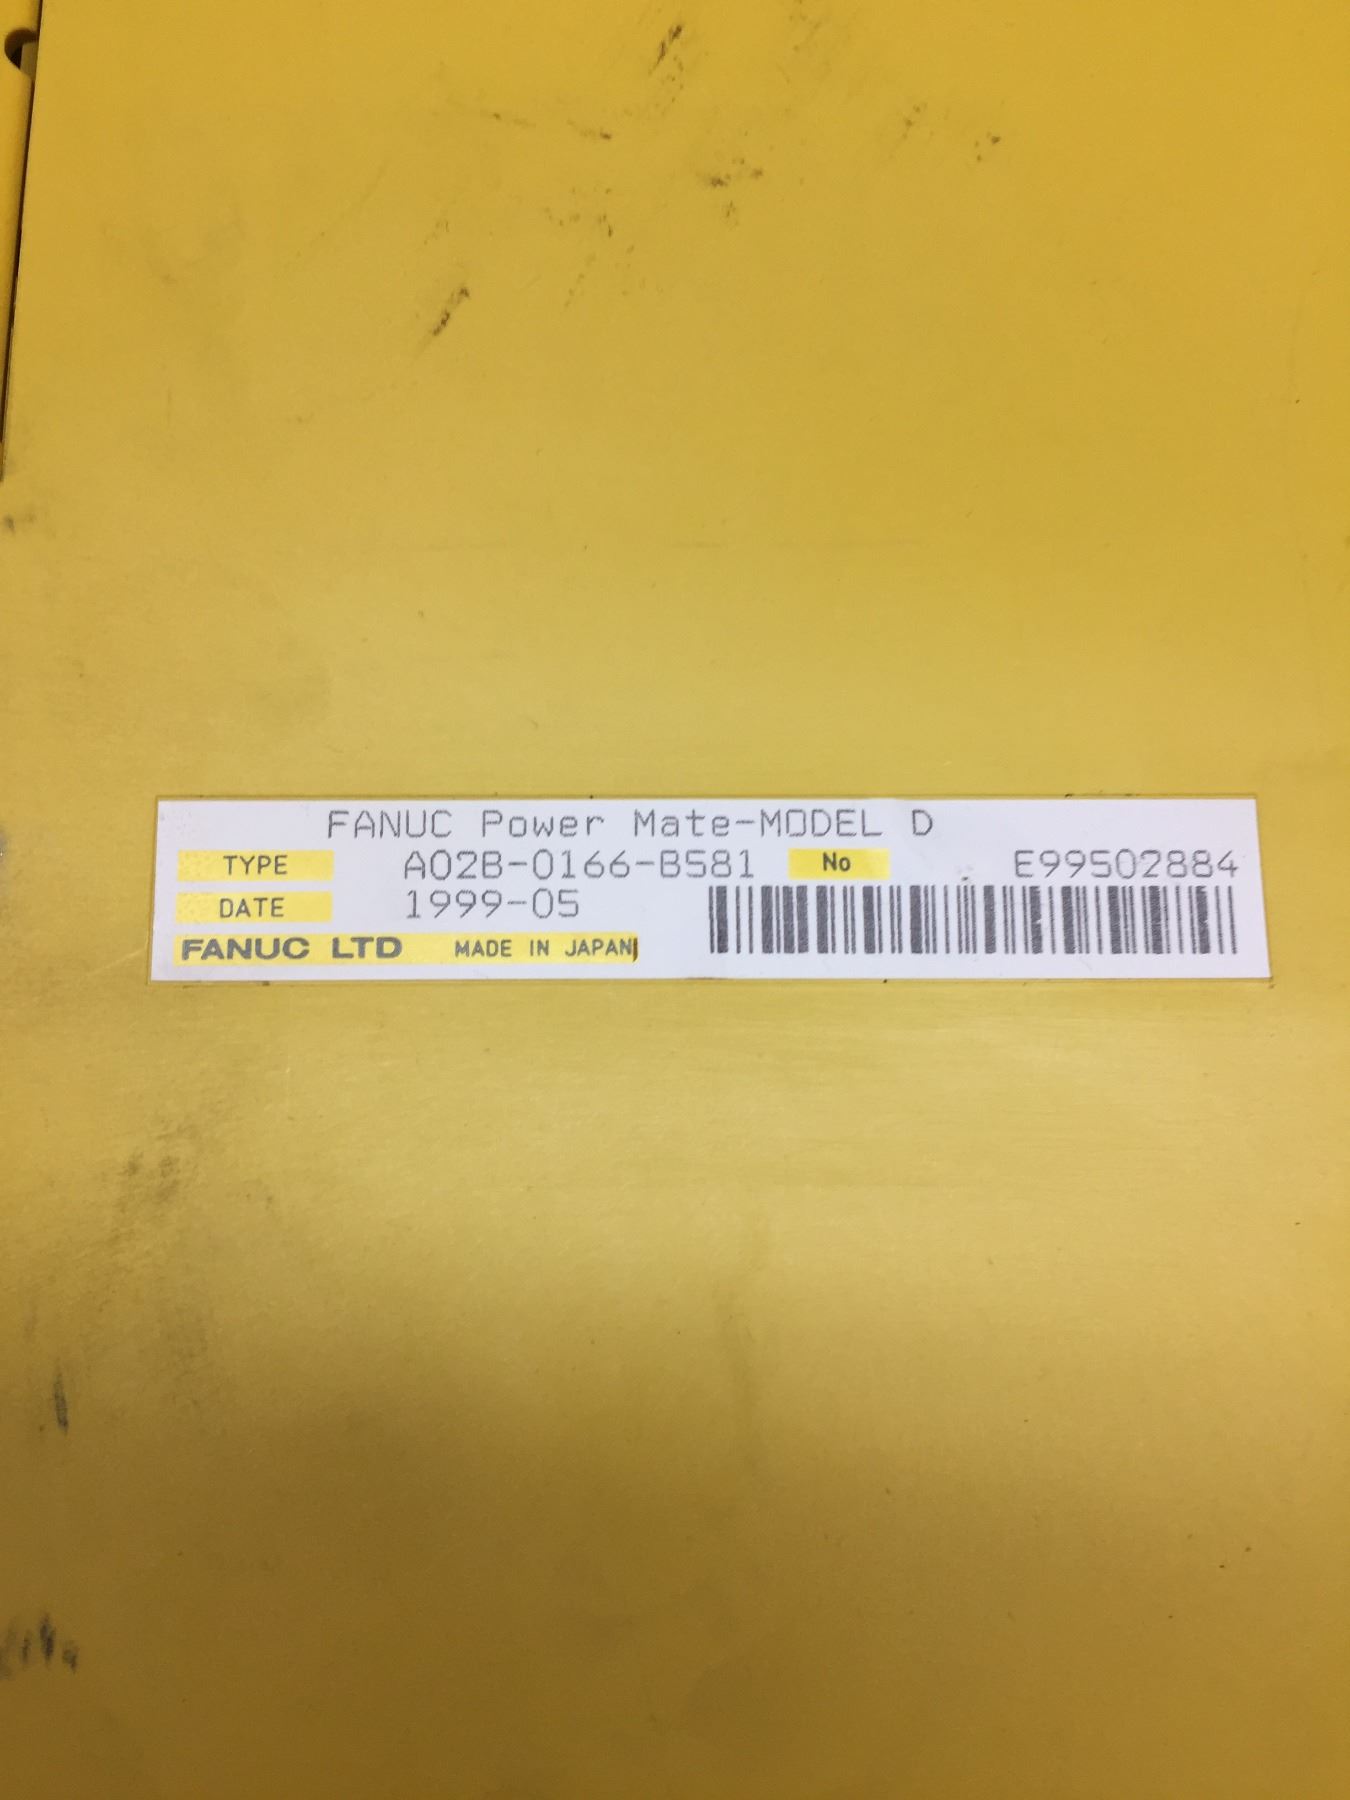 FANUC Power Mate-MODEL D
TYPE A02B-0166-B581 No E99502884
DATE 1999-05
FANUC LTD MADE IN JAPAN